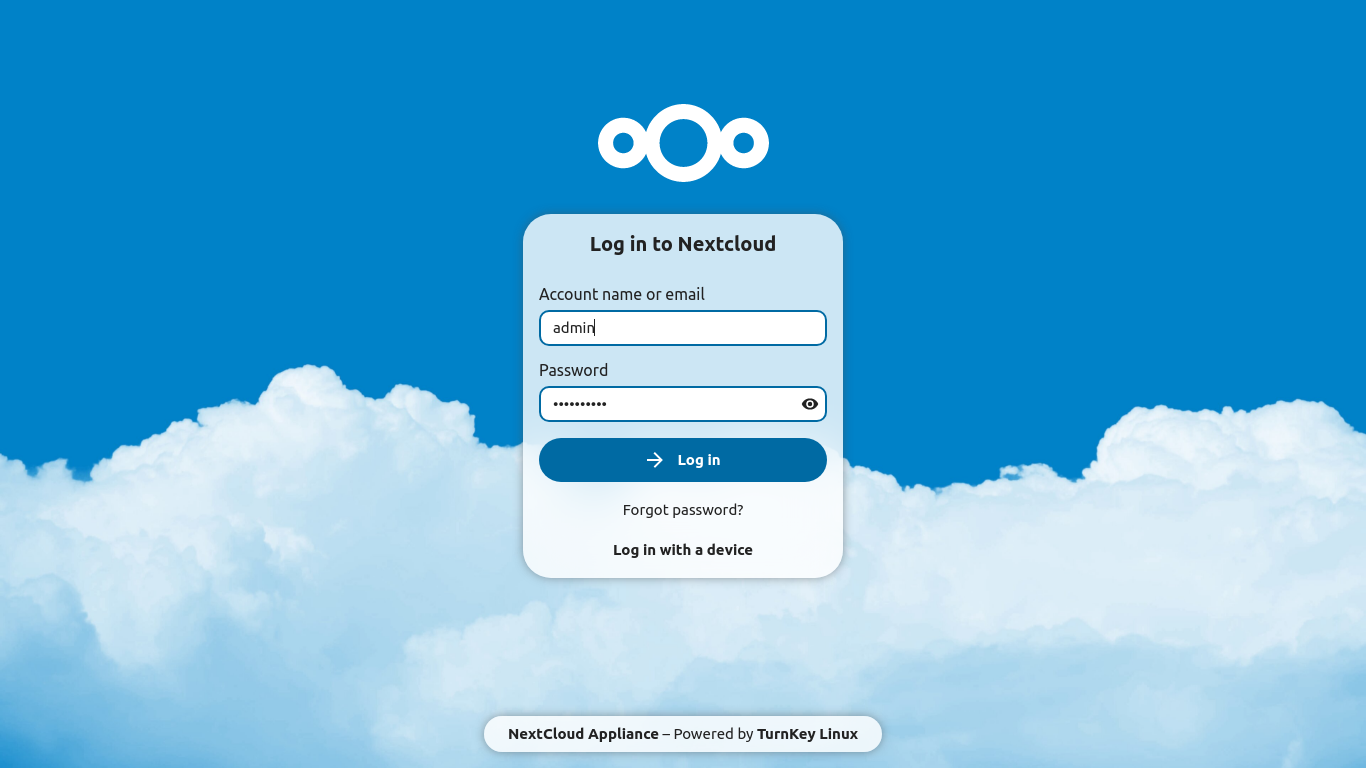 Log in to Nextcloud
Account name or email
admin
Password
••••••••••
Log in
Forgot password?
Log in with a device
NextCloud Appliance – Powered by TurnKey Linux